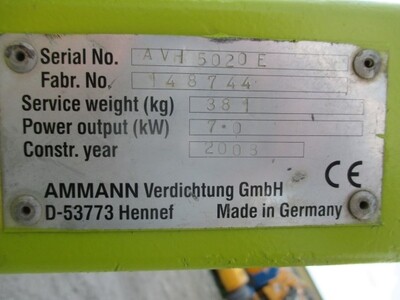 Serial No. AVH 5020 E
Fabr. No. 148744
Service weight (kg) 381
Power output (kW) 7.0
Constr. year 2003
CE
AMMANN Verdichtung GmbH
D-53773 Hennef Made in Germany